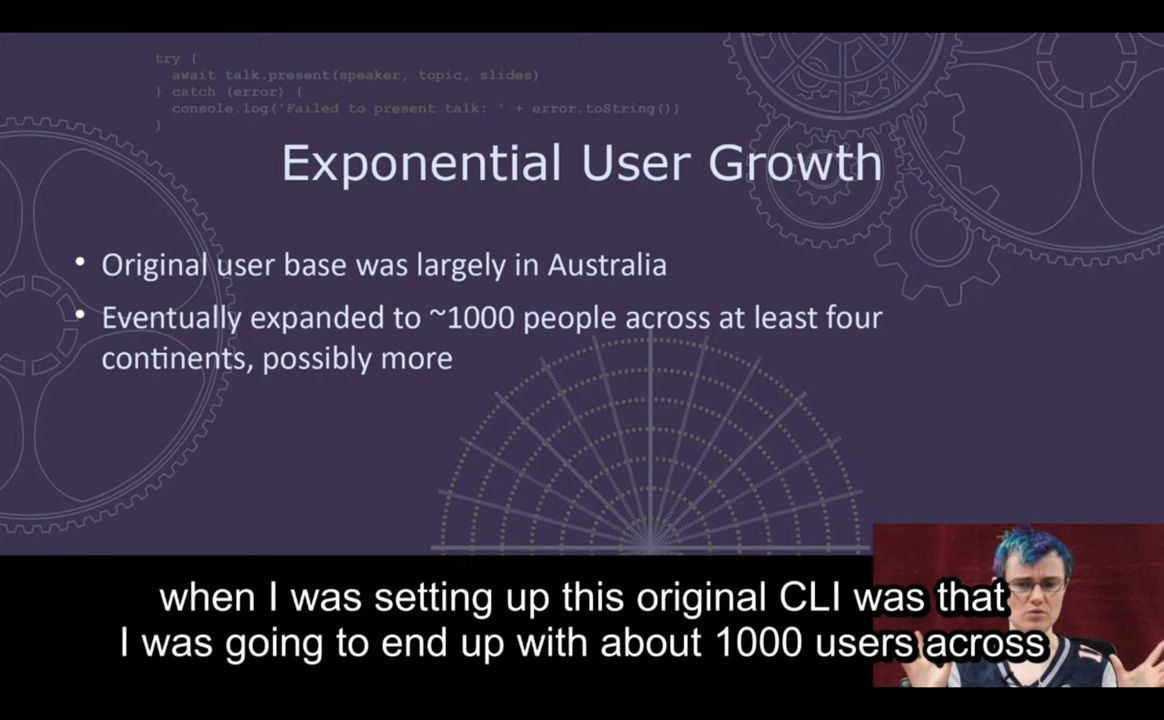 try {
await talk.present(speaker, topic, slides)
} catch (error) {
console.log('Failed to present talk: ' + error.toString())
}
Exponential User Growth
• Original user base was largely in Australia
• Eventually expanded to ~1000 people across at least four
continents, possibly more
when I was setting up this original CLI was that
I was going to end up with about 1000 users across